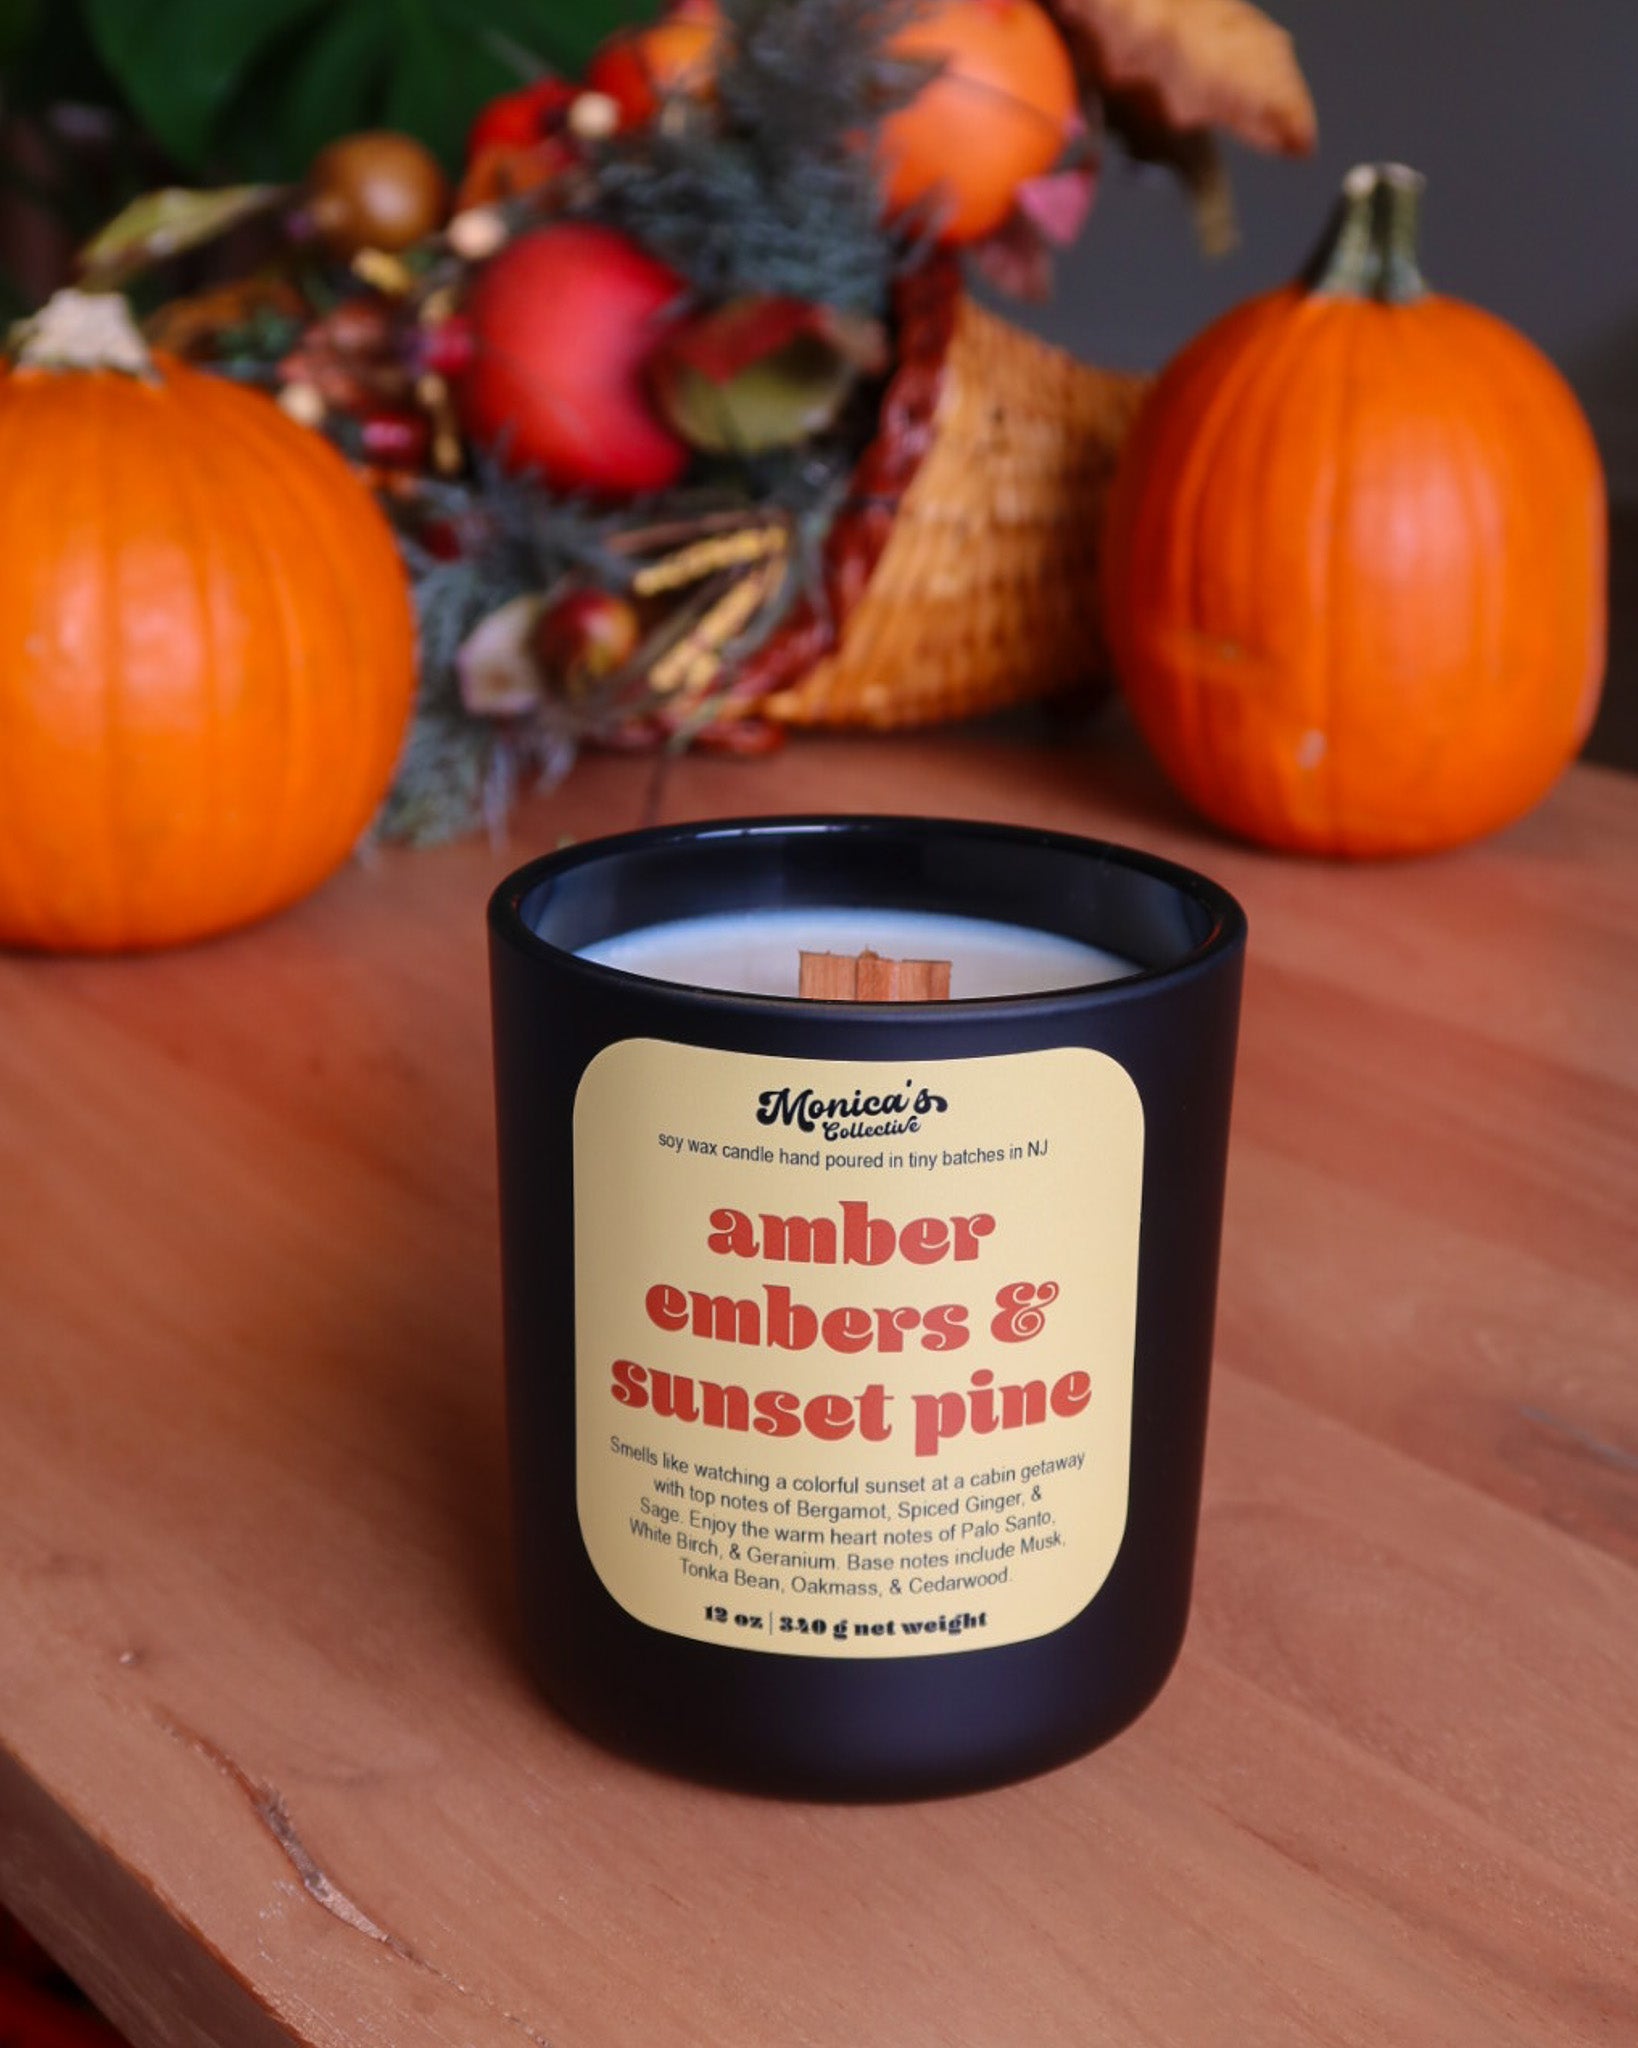 Monica's
Collective
soy wax candle hand poured in tiny batches in NJ
amber
embers &
sunset pine
Smells like watching a colorful sunset at a cabin getaway
with top notes of Bergamot, Spiced Ginger, &
Sage. Enjoy the warm heart notes of Palo Santo,
White Birch, & Geranium. Base notes include Musk,
Tonka Bean, Oakmass, & Cedarwood.
12 oz | 340 g net weight